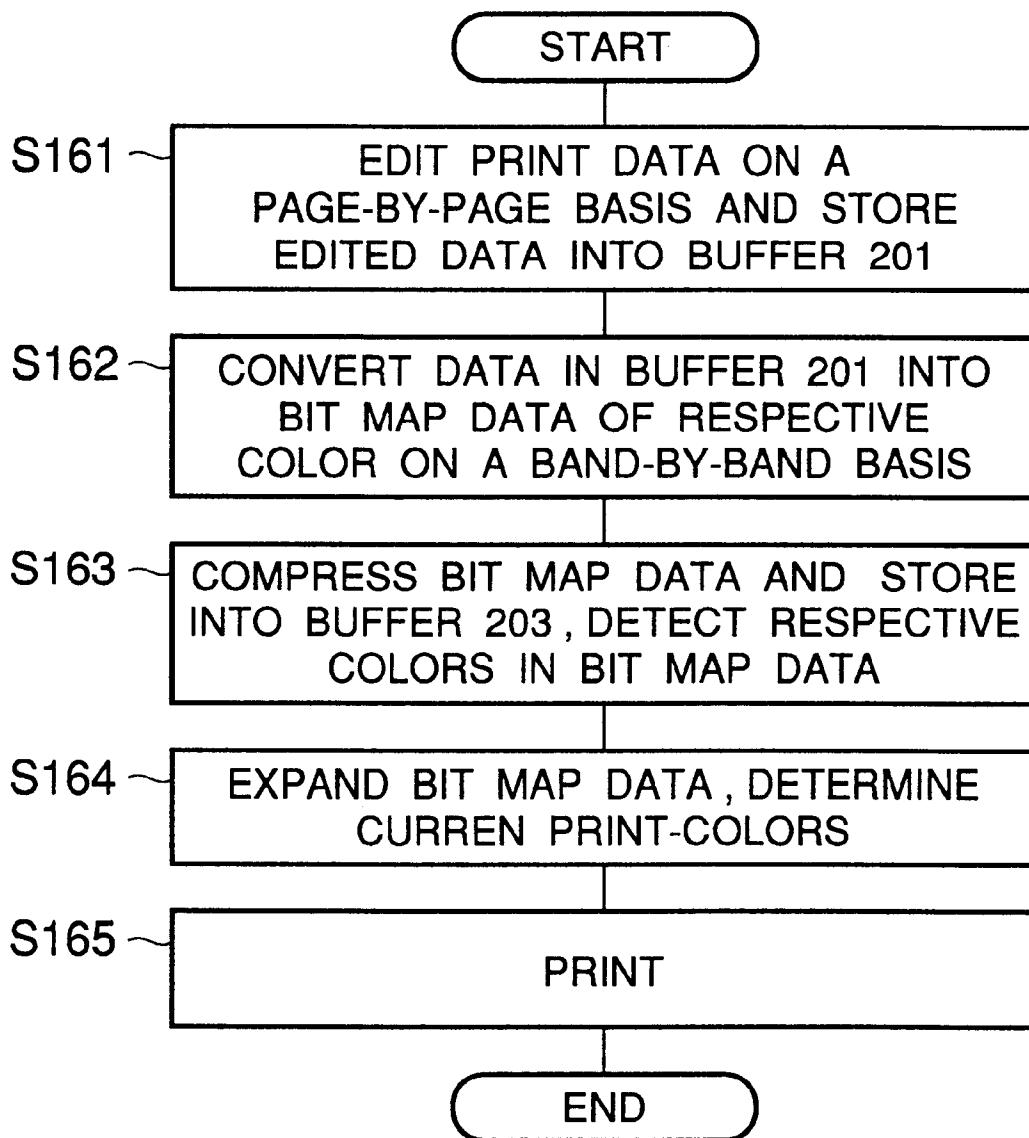 START
S161
EDIT PRINT DATA ON A
PAGE-BY-PAGE BASIS AND STORE
EDITED DATA INTO BUFFER 201
S162
CONVERT DATA IN BUFFER 201 INTO
BIT MAP DATA OF RESPECTIVE
COLOR ON A BAND-BY-BAND BASIS
S163
COMPRESS BIT MAP DATA AND STORE
INTO BUFFER 203 , DETECT RESPECTIVE
COLORS IN BIT MAP DATA
S164
EXPAND BIT MAP DATA , DETERMINE
CURREN PRINT-COLORS
S165
PRINT
END